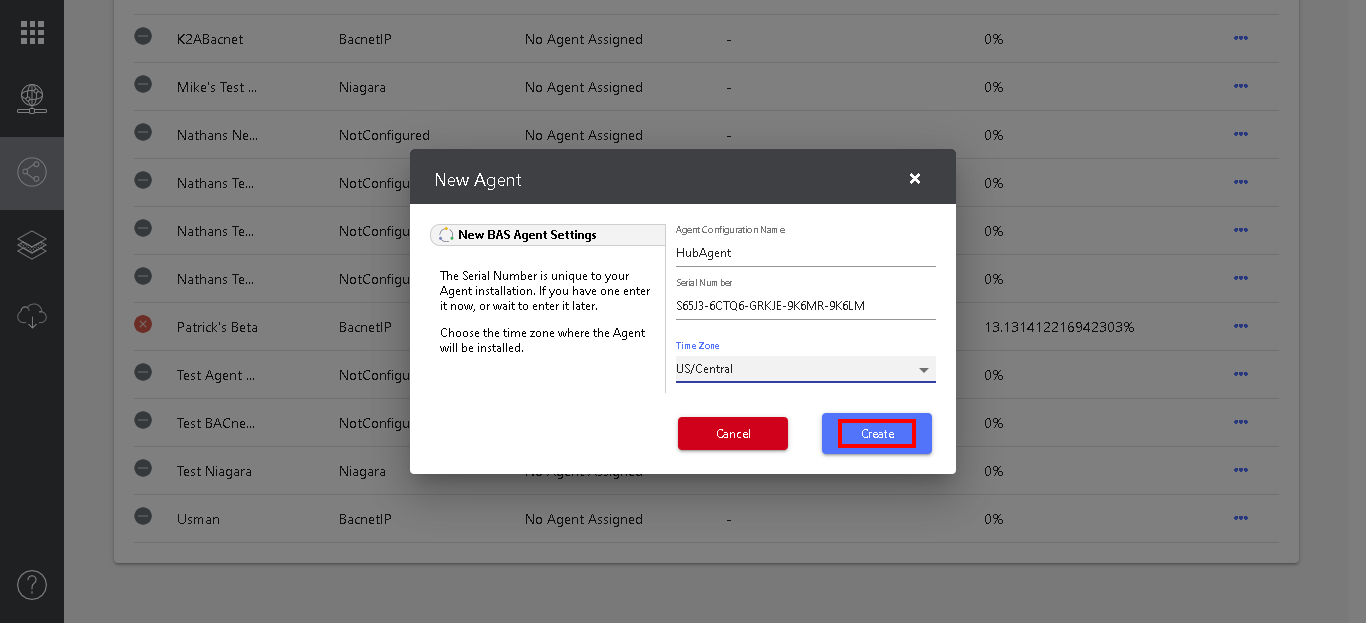 K2ABacnet BacnetIP No Agent Assigned - 0% •••
Mike's Test ... Niagara No Agent Assigned - 0% •••
Nathans Ne... NotConfigured No Agent Assigned - 0% •••
Nathans Te... NotConfigu 0% •••
New Agent ×
Nathans Te... NotConfigu 0% •••
New BAS Agent Settings
The Serial Number is unique to your
Agent installation. If you have one enter
it now, or wait to enter it later.
Choose the time zone where the Agent
will be installed.
Agent Configuration Name
HubAgent
Serial Number
S65J3-6CTQ6-GRKJE-9K6MR-9K6LM
Time Zone
US/Central
Cancel
Create
Nathans Te... NotConfigu 0% •••
Patrick's Beta BacnetIP 13.131412216942303% •••
Test Agent ... NotConfigu 0% •••
Test BACne... NotConfigu 0% •••
Test Niagara Niagara No Agent Assigned 0% •••
Usman BacnetIP No Agent Assigned - 0% •••
?